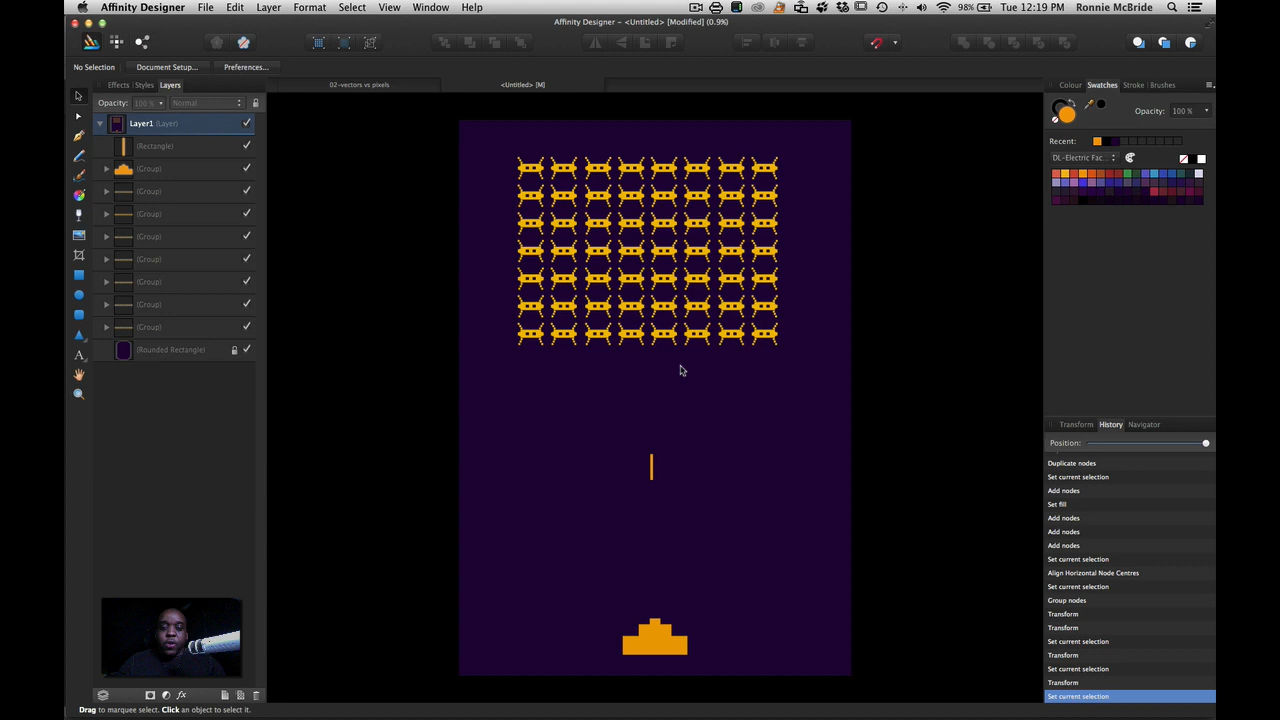 Affinity Designer File Edit Layer Format Select View Window Help 98% Tue 12:19 PM Ronnie McBride
Affinity Designer - <Untitled> [Modified] (0.9%)
No Selection Document Setup... Preferences...
Effects Styles Layers 02-vectors vs pixels <Untitled> [M] Colour Swatches Stroke Brushes
Opacity: 100 % Normal
Opacity: 100 %
Layer1 (Layer)
Recent:
(Rectangle)
DL-Electric Fac..
(Group)
(Group)
(Group)
(Group)
(Group)
(Group)
(Group)
(Group)
(Rounded Rectangle)
Transform History Navigator
Position:
Duplicate nodes
Set current selection
Add nodes
Set fill
Add nodes
Add nodes
Add nodes
Set current selection
Align Horizontal Node Centres
Set current selection
Group nodes
Transform
Transform
Set current selection
Transform
Set current selection
Transform
Set current selection
Drag to marquee select. Click an object to select it.